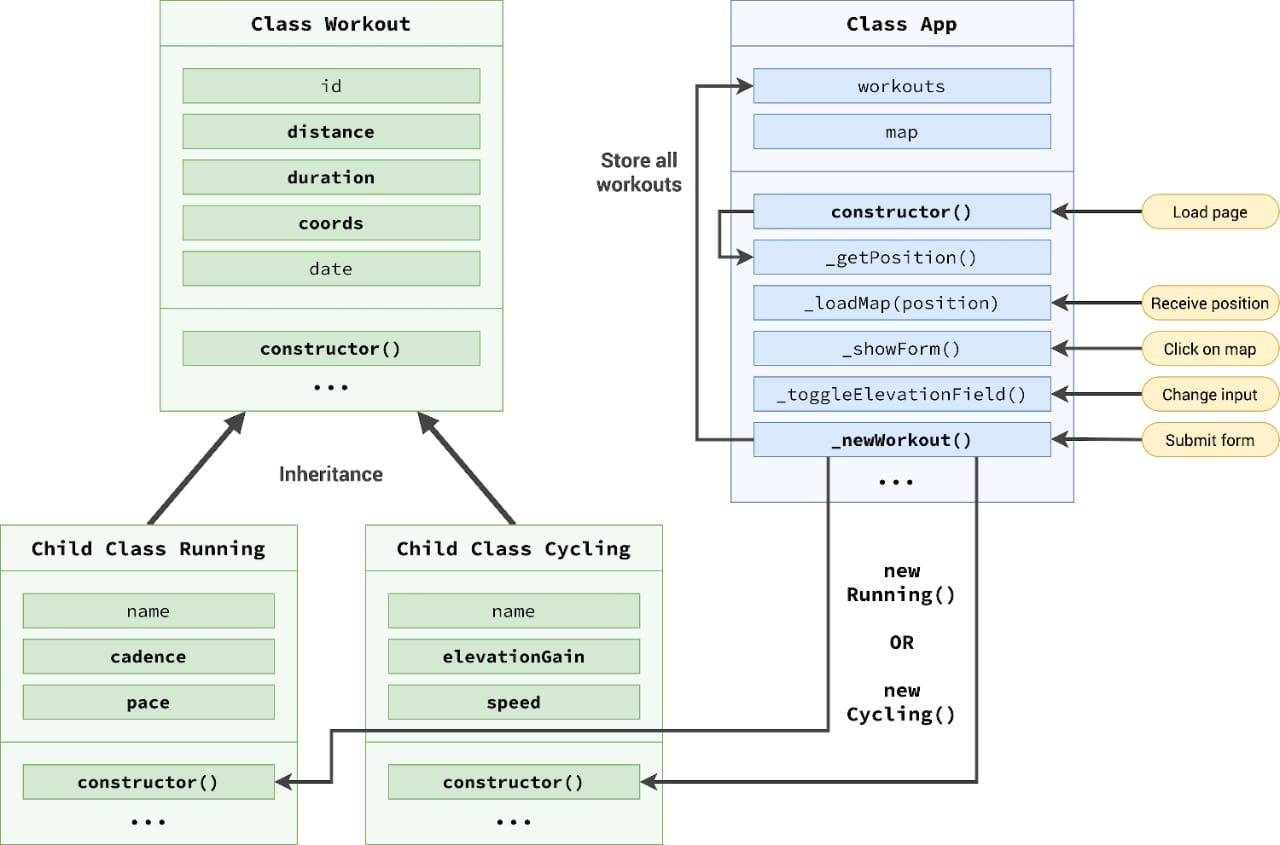 Class Workout
id
distance
duration
coords
date
constructor()
...
Inheritance
Child Class Running
name
cadence
pace
constructor()
...
Child Class Cycling
name
elevationGain
speed
constructor()
...
Class App
workouts
map
Store all
workouts
constructor()
Load page
_getPosition()
_loadMap(position)
Receive position
_showForm()
Click on map
_toggleElevationField()
Change input
_newWorkout()
Submit form
...
new
Running()
OR
new
Cycling()